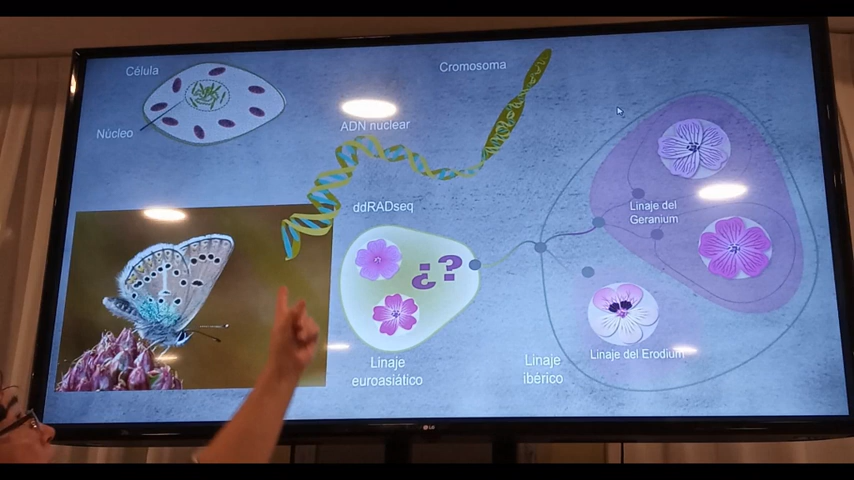 Célula
Cromosoma
Núcleo
ADN nuclear
ddRADseq
Linaje del
Geranium
¿?
Linaje
euroasiático
Linaje
ibérico
Linaje del Erodium
LG